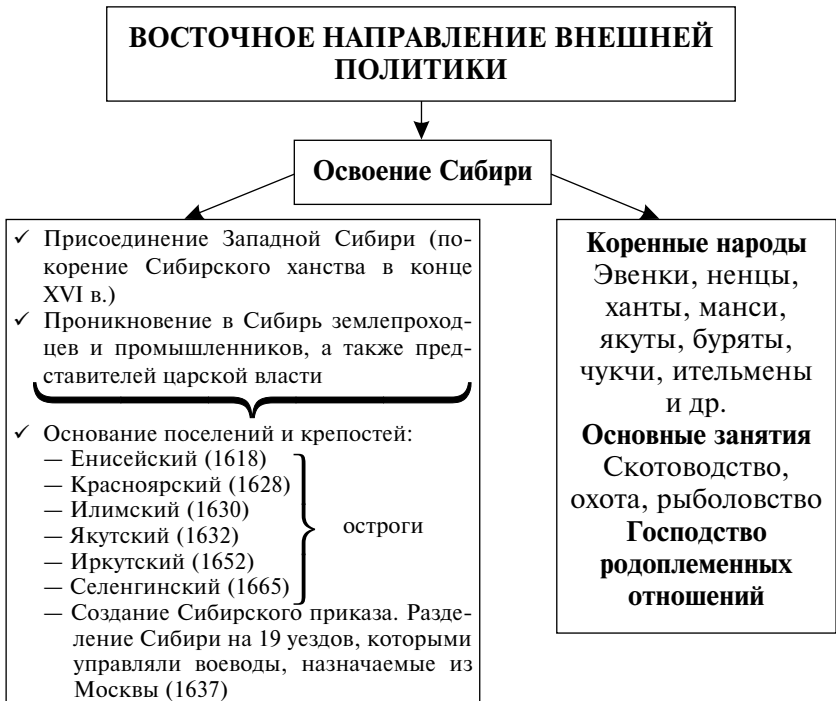 ВОСТОЧНОЕ НАПРАВЛЕНИЕ ВНЕШНЕЙ
ПОЛИТИКИ
Освоение Сибири
✓ Присоединение Западной Сибири (по-
корение Сибирского ханства в конце
XVI в.)
✓ Проникновение в Сибирь землепроход-
цев и промышленников, а также пред-
ставителей царской власти
✓ Основание поселений и крепостей:
— Енисейский (1618)
— Красноярский (1628)
— Илимский (1630)
— Якутский (1632)
— Иркутский (1652)
— Селенгинский (1665)
остроги
— Создание Сибирского приказа. Разде-
ление Сибири на 19 уездов, которыми
управляли воеводы, назначаемые из
Москвы (1637)
Коренные народы
Эвенки, ненцы,
ханты, манси,
якуты, буряты,
чукчи, ительмены
и др.
Основные занятия
Скотоводство,
охота, рыболовство
Господство
родоплеменных
отношений